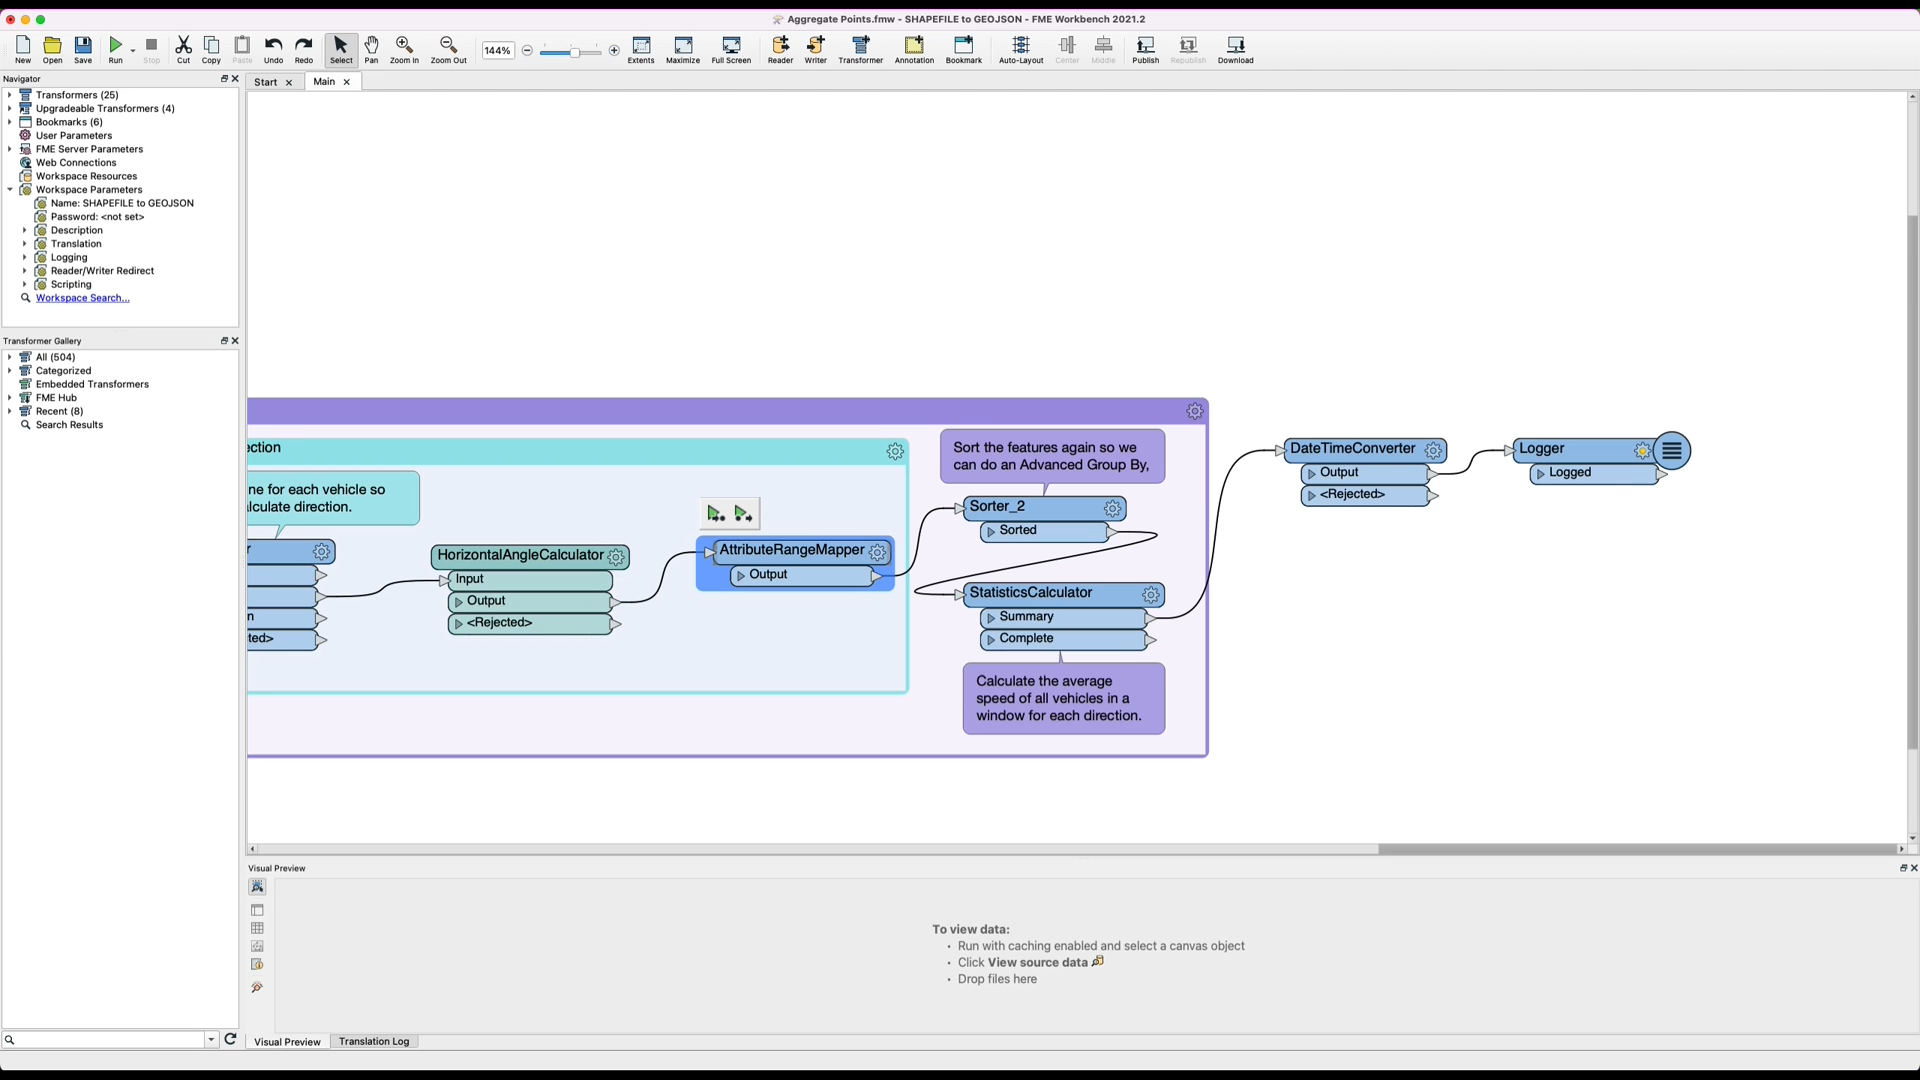 Aggregate Points.fmw - SHAPEFILE to GEOJSON - FME Workbench 2021.2
New Open Save Run Stop Cut Copy Paste Undo Redo Select Pan Zoom In Zoom Out 144% Extents Maximize Full Screen Reader Writer Transformer Annotation Bookmark Auto-Layout Center Middle Publish Republish Download
Navigator
Start
Main
Transformers (25)
Upgradeable Transformers (4)
Bookmarks (6)
User Parameters
FME Server Parameters
Web Connections
Workspace Resources
Workspace Parameters
Name: SHAPEFILE to GEOJSON
Password: <not set>
Description
Translation
Logging
Reader/Writer Redirect
Scripting
Workspace Search...
Transformer Gallery
All (504)
Categorized
Embedded Transformers
FME Hub
Recent (8)
Search Results
ection
ne for each vehicle so
lculate direction.
r
n
ted>
HorizontalAngleCalculator
Input
Output
<Rejected>
AttributeRangeMapper
Output
Sort the features again so we
can do an Advanced Group By,
Sorter_2
Sorted
StatisticsCalculator
Summary
Complete
Calculate the average
speed of all vehicles in a
window for each direction.
DateTimeConverter
Output
<Rejected>
Logger
Logged
Visual Preview
To view data:
• Run with caching enabled and select a canvas object
• Click View source data
• Drop files here
Visual Preview
Translation Log